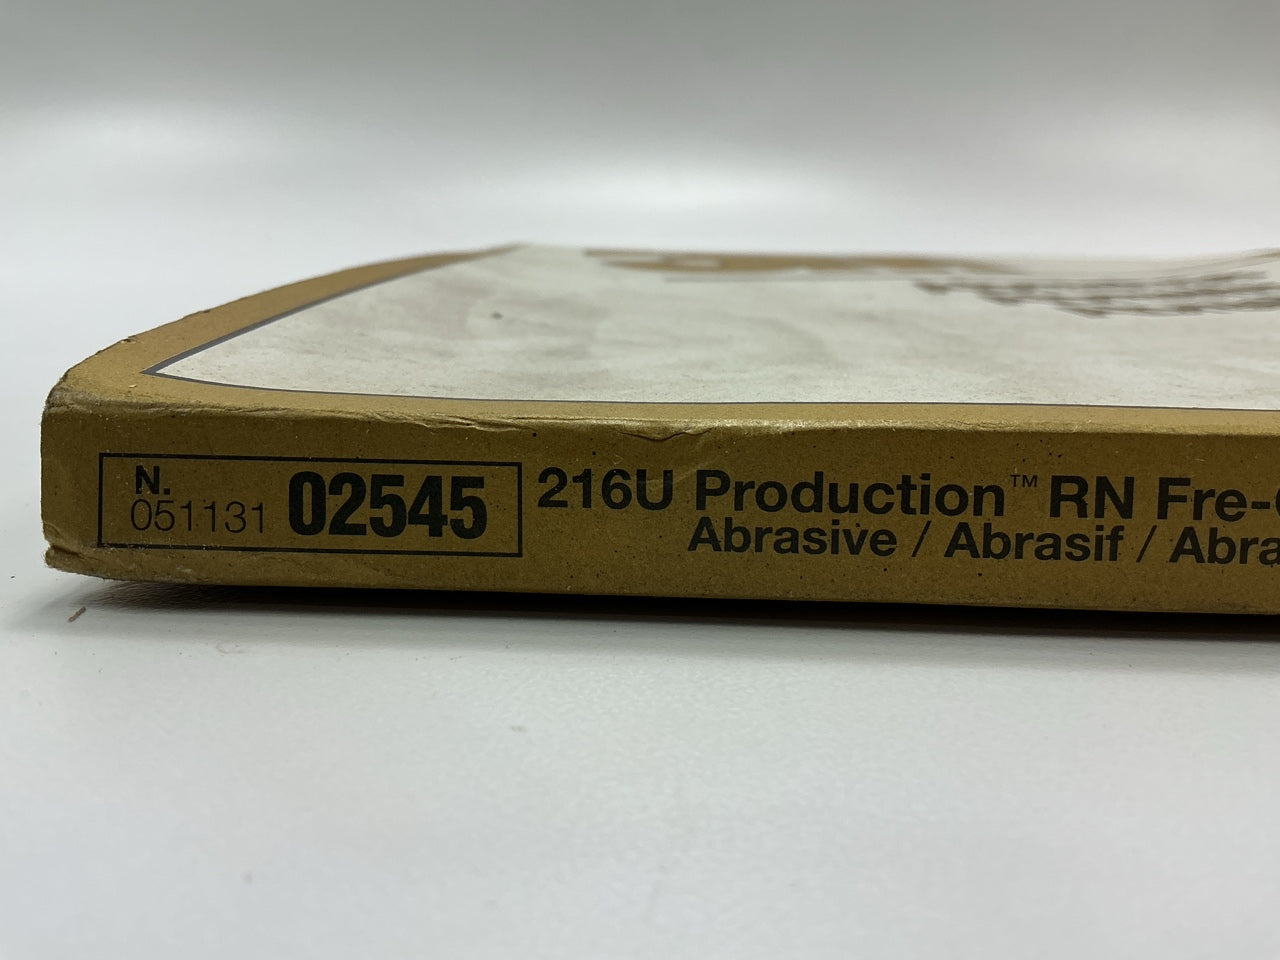 N.
051131 02545
216U Production™ RN Fre-
Abrasive / Abrasif / Abra